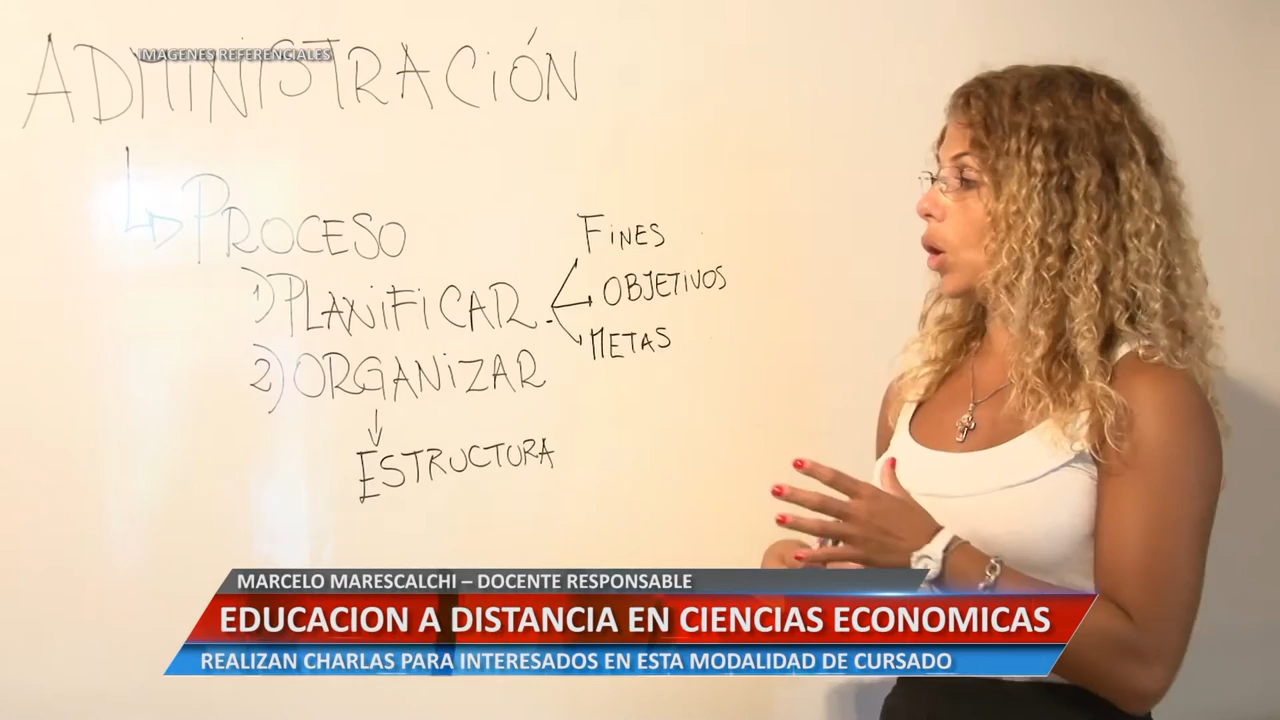 IMAGENES REFERENCIALES
ADMINISTRACIÓN
PROCESO
1) PLANIFICAR
FINES
OBJETIVOS
METAS
2) ORGANIZAR
ESTRUCTURA
MARCELO MARESCALCHI – DOCENTE RESPONSABLE
EDUCACION A DISTANCIA EN CIENCIAS ECONOMICAS
REALIZAN CHARLAS PARA INTERESADOS EN ESTA MODALIDAD DE CURSADO